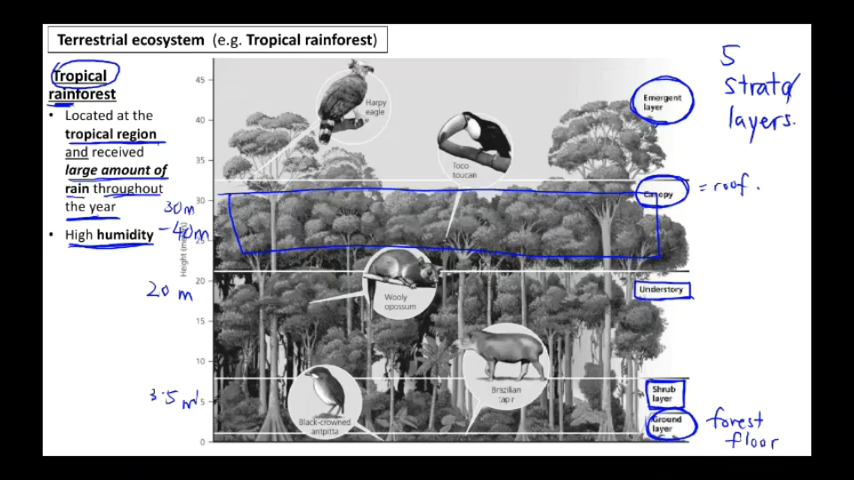 Terrestrial ecosystem (e.g. Tropical rainforest)
Tropical
rainforest
• Located at the
tropical region
and received
large amount of
rain throughout
the year
• High humidity
30m
-40m
20 m
3.5 m
Height (metres)
45
40
35
30
25
20
15
10
5
0
Harpy
eagle
Toco
toucan
Wooly
opossum
Brazilian
tapir
Black-crowned
antpitta
Emergent
layer
Canopy
= roof.
Understory
Shrub
layer
Ground
layer
forest
floor
5
strata
layers.